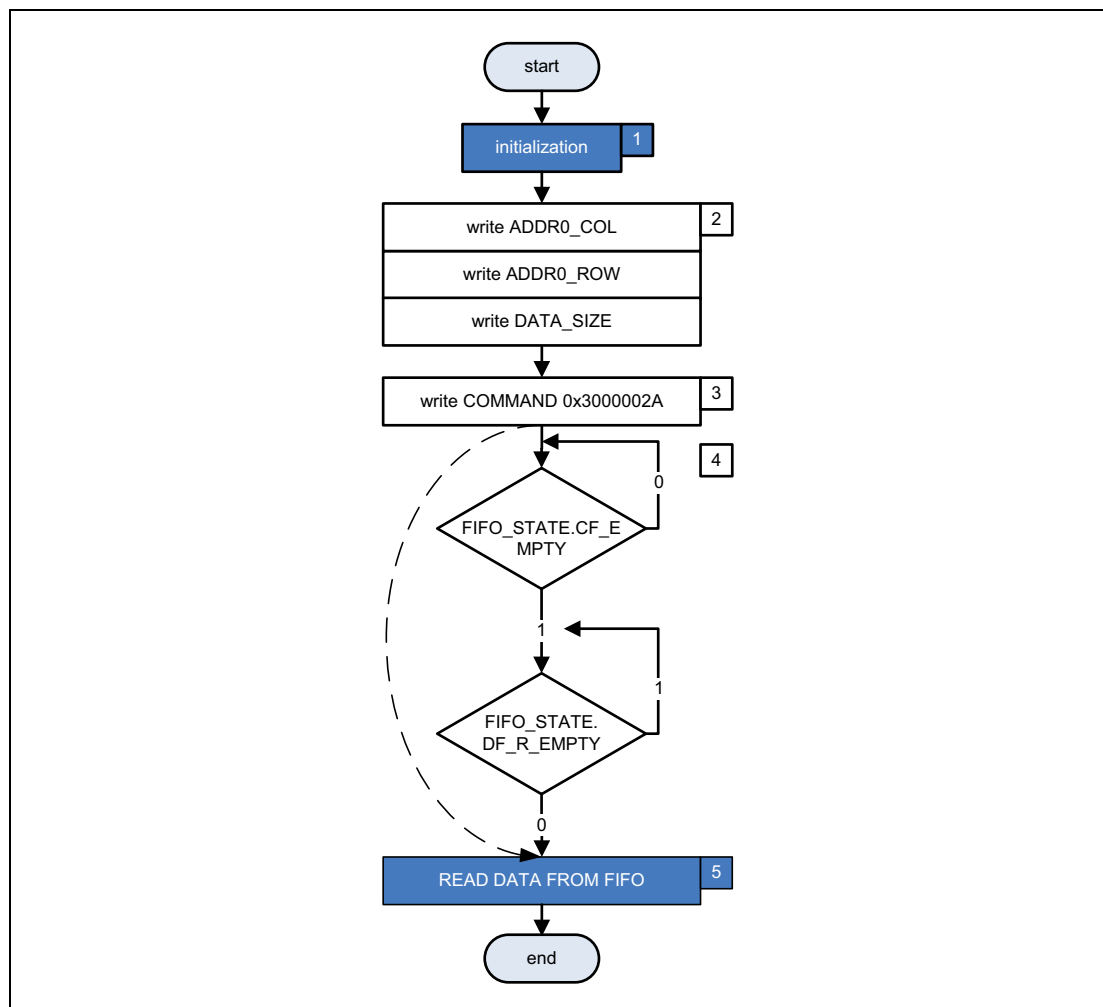 start
initialization
1
write ADDR0_COL
2
write ADDR0_ROW
write DATA_SIZE
write COMMAND 0x3000002A
3
4
0
FIFO_STATE.CF_E
MPTY
1
1
FIFO_STATE.
DF_R_EMPTY
0
READ DATA FROM FIFO
5
end